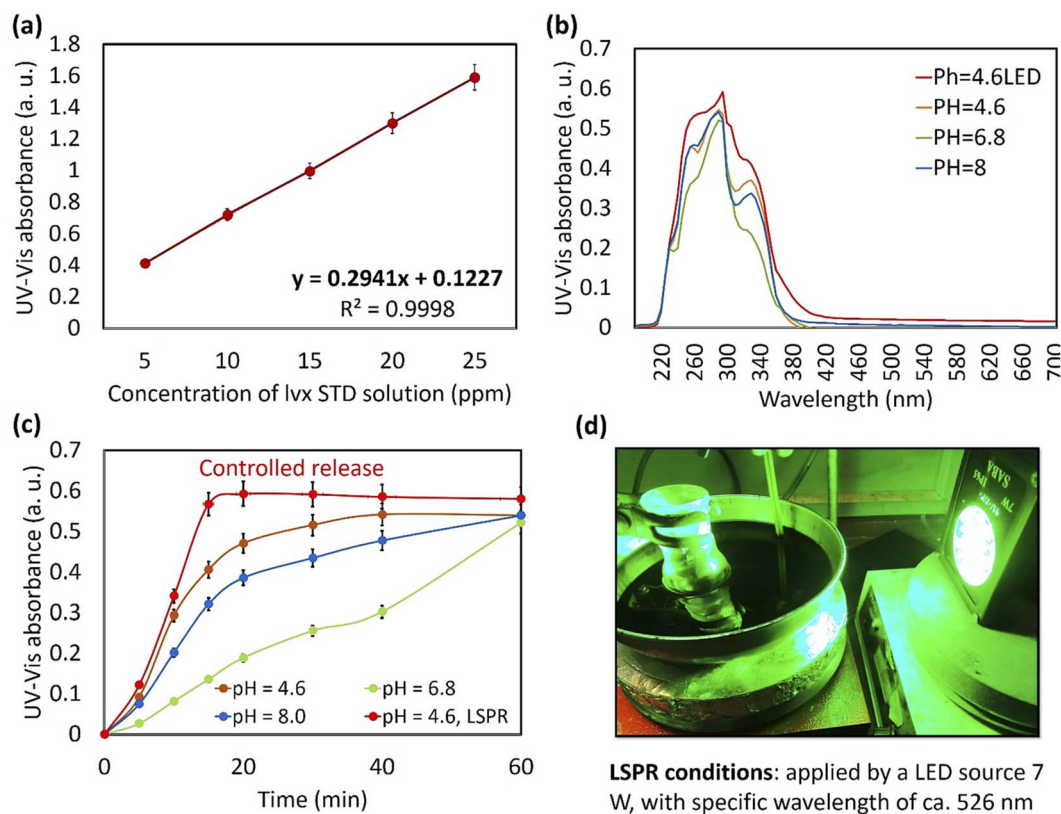 (a)
UV-Vis absorbance (a. u.)
1.8
1.6
1.4
1.2
1
0.8
0.6
0.4
0.2
0
5 10 15 20 25
y = 0.2941x + 0.1227
R² = 0.9998
Concentration of lvx STD solution (ppm)
(b)
UV-Vis absorbance (a. u.)
0.7
0.6
0.5
0.4
0.3
0.2
0.1
0
Ph=4.6LED
PH=4.6
PH=6.8
PH=8
220 260 300 340 380 420 460 500 540 580 620 660
Wavelength (nm)
(c)
UV-Vis absorbance (a. u.)
0.7
0.6
0.5
0.4
0.3
0.2
0.1
0
Controlled release
pH = 4.6 pH = 6.8
pH = 8.0 pH = 4.6, LSPR
0 20 40 60
Time (min)
(d)
SABA
7W IP65
LSPR conditions: applied by a LED source 7
W, with specific wavelength of ca. 526 nm